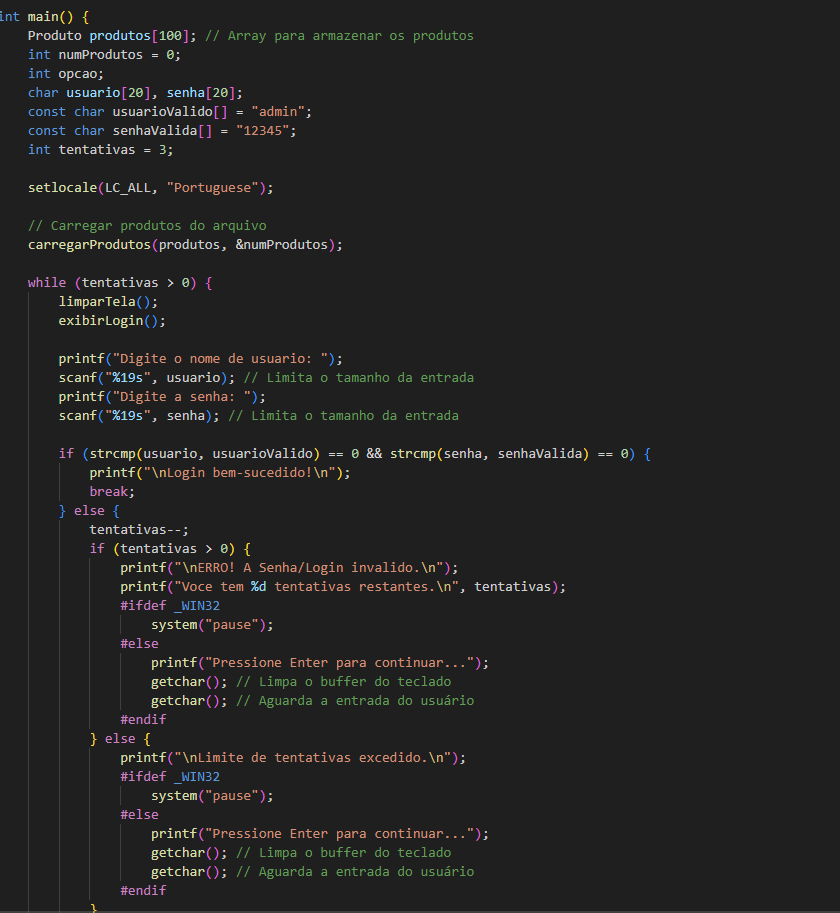 int main() {
    Produto produtos[100]; // Array para armazenar os produtos
    int numProdutos = 0;
    int opcao;
    char usuario[20], senha[20];
    const char usuarioValido[] = "admin";
    const char senhaValida[] = "12345";
    int tentativas = 3;

    setlocale(LC_ALL, "Portuguese");

    // Carregar produtos do arquivo
    carregarProdutos(produtos, &numProdutos);

    while (tentativas > 0) {
        limparTela();
        exibirLogin();

        printf("Digite o nome de usuario: ");
        scanf("%19s", usuario); // Limita o tamanho da entrada
        printf("Digite a senha: ");
        scanf("%19s", senha); // Limita o tamanho da entrada

        if (strcmp(usuario, usuarioValido) == 0 && strcmp(senha, senhaValida) == 0) {
            printf("\nLogin bem-sucedido!\n");
            break;
        } else {
            tentativas--;
            if (tentativas > 0) {
                printf("\nERRO! A Senha/Login invalido.\n");
                printf("Voce tem %d tentativas restantes.\n", tentativas);
                #ifdef _WIN32
                    system("pause");
                #else
                    printf("Pressione Enter para continuar...");
                    getchar(); // Limpa o buffer do teclado
                    getchar(); // Aguarda a entrada do usuário
                #endif
            } else {
                printf("\nLimite de tentativas excedido.\n");
                #ifdef _WIN32
                    system("pause");
                #else
                    printf("Pressione Enter para continuar...");
                    getchar(); // Limpa o buffer do teclado
                    getchar(); // Aguarda a entrada do usuário
                #endif
            }